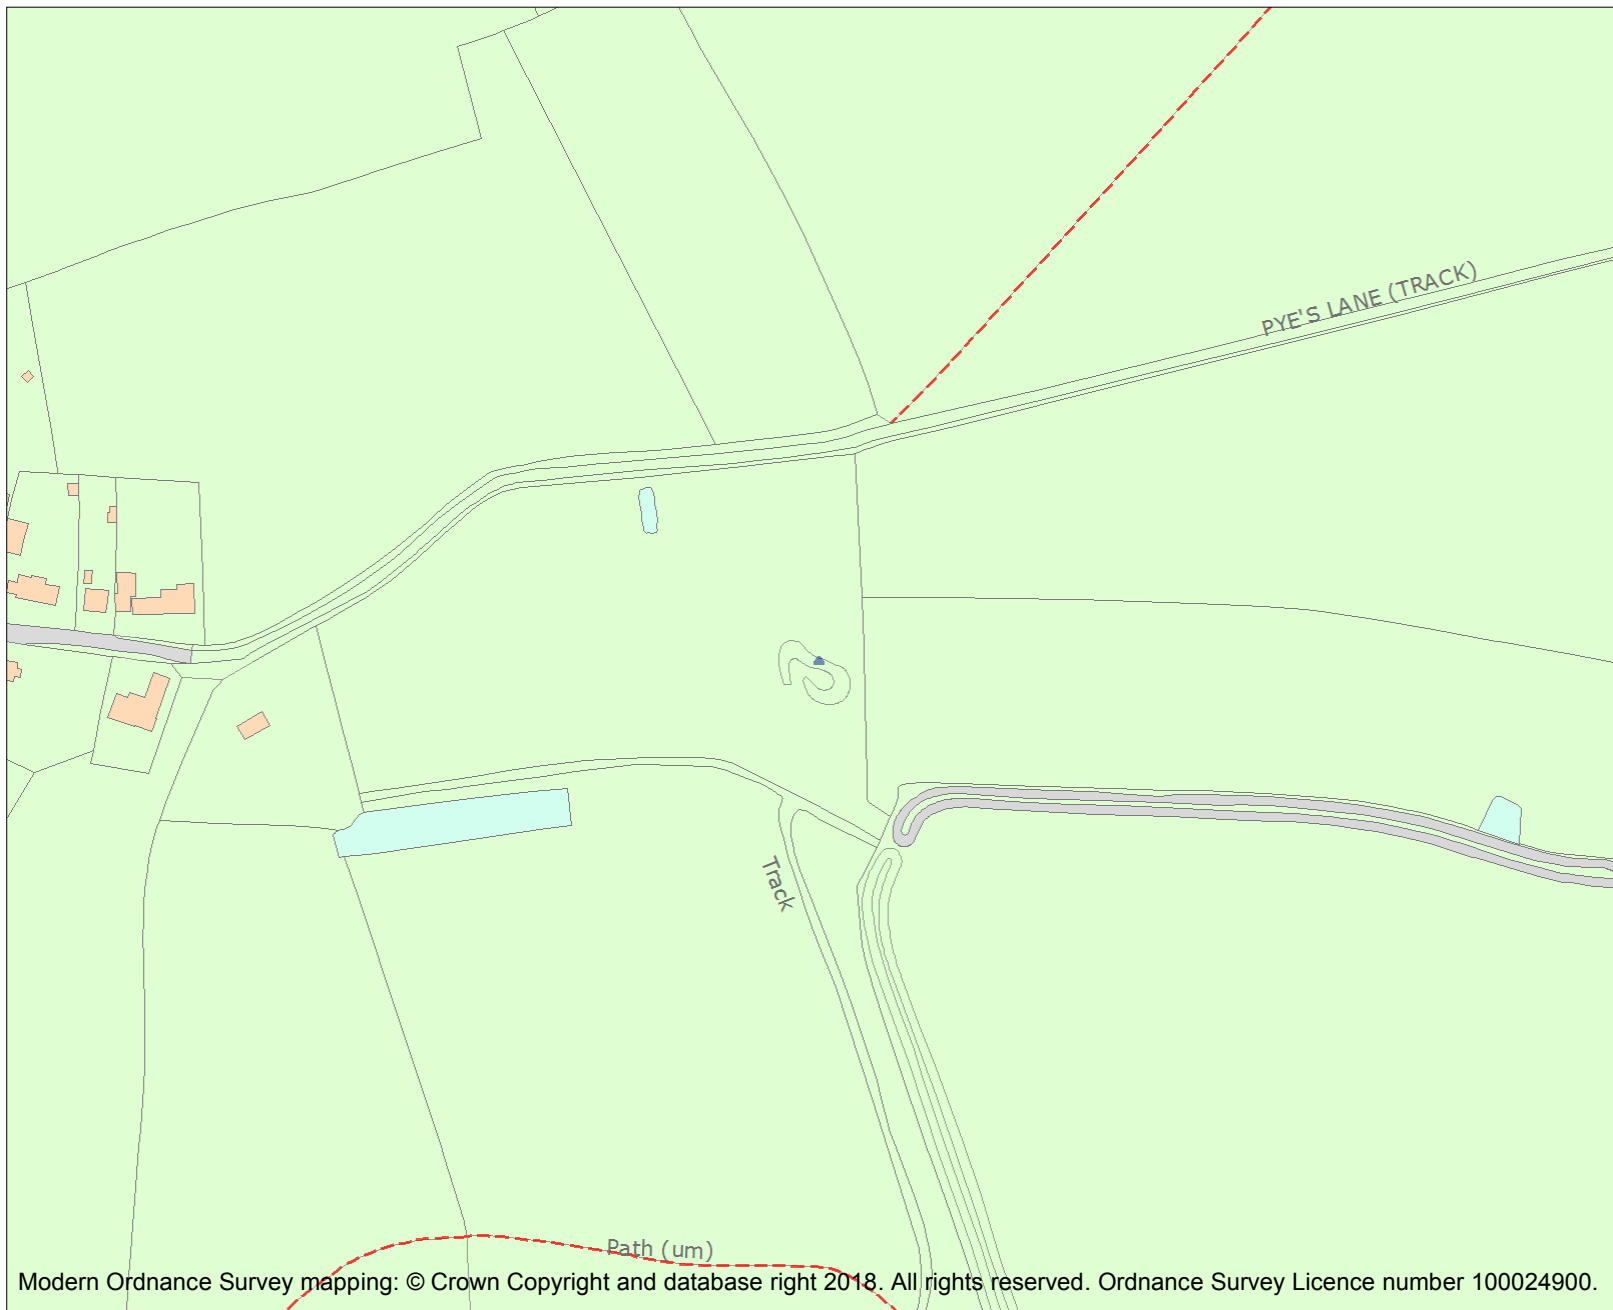 PYE'S LANE (TRACK)
Track
Path (um)
Modern Ordnance Survey mapping: © Crown Copyright and database right 2018. All rights reserved. Ordnance Survey Licence number 100024900.